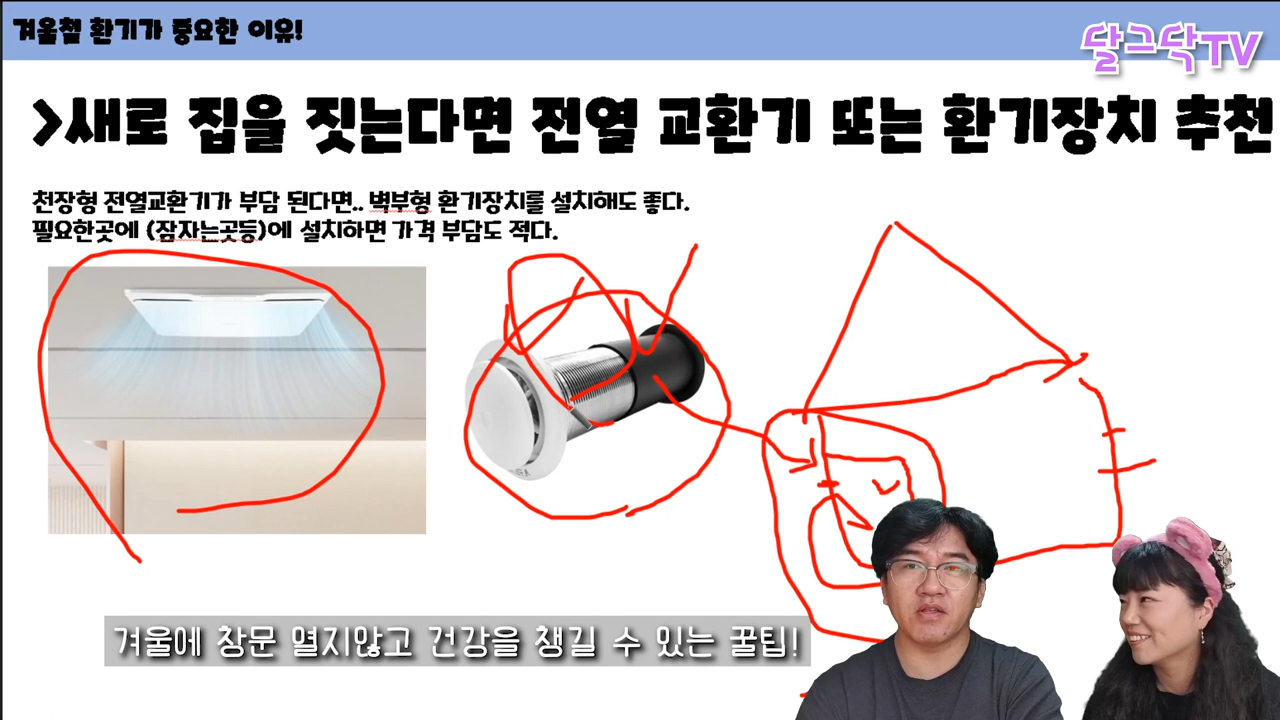 겨울철 환기가 중요한 이유!
달그닥TV
>새로 집을 짓는다면 전열 교환기 또는 환기장치 추천
천장형 전열교환기가 부담 된다면.. 벽부형 환기장치를 설치해도 좋다.
필요한곳에 (잠자는곳등)에 설치하면 가격 부담도 적다.
겨울에 창문 열지않고 건강을 챙길 수 있는 꿀팁!